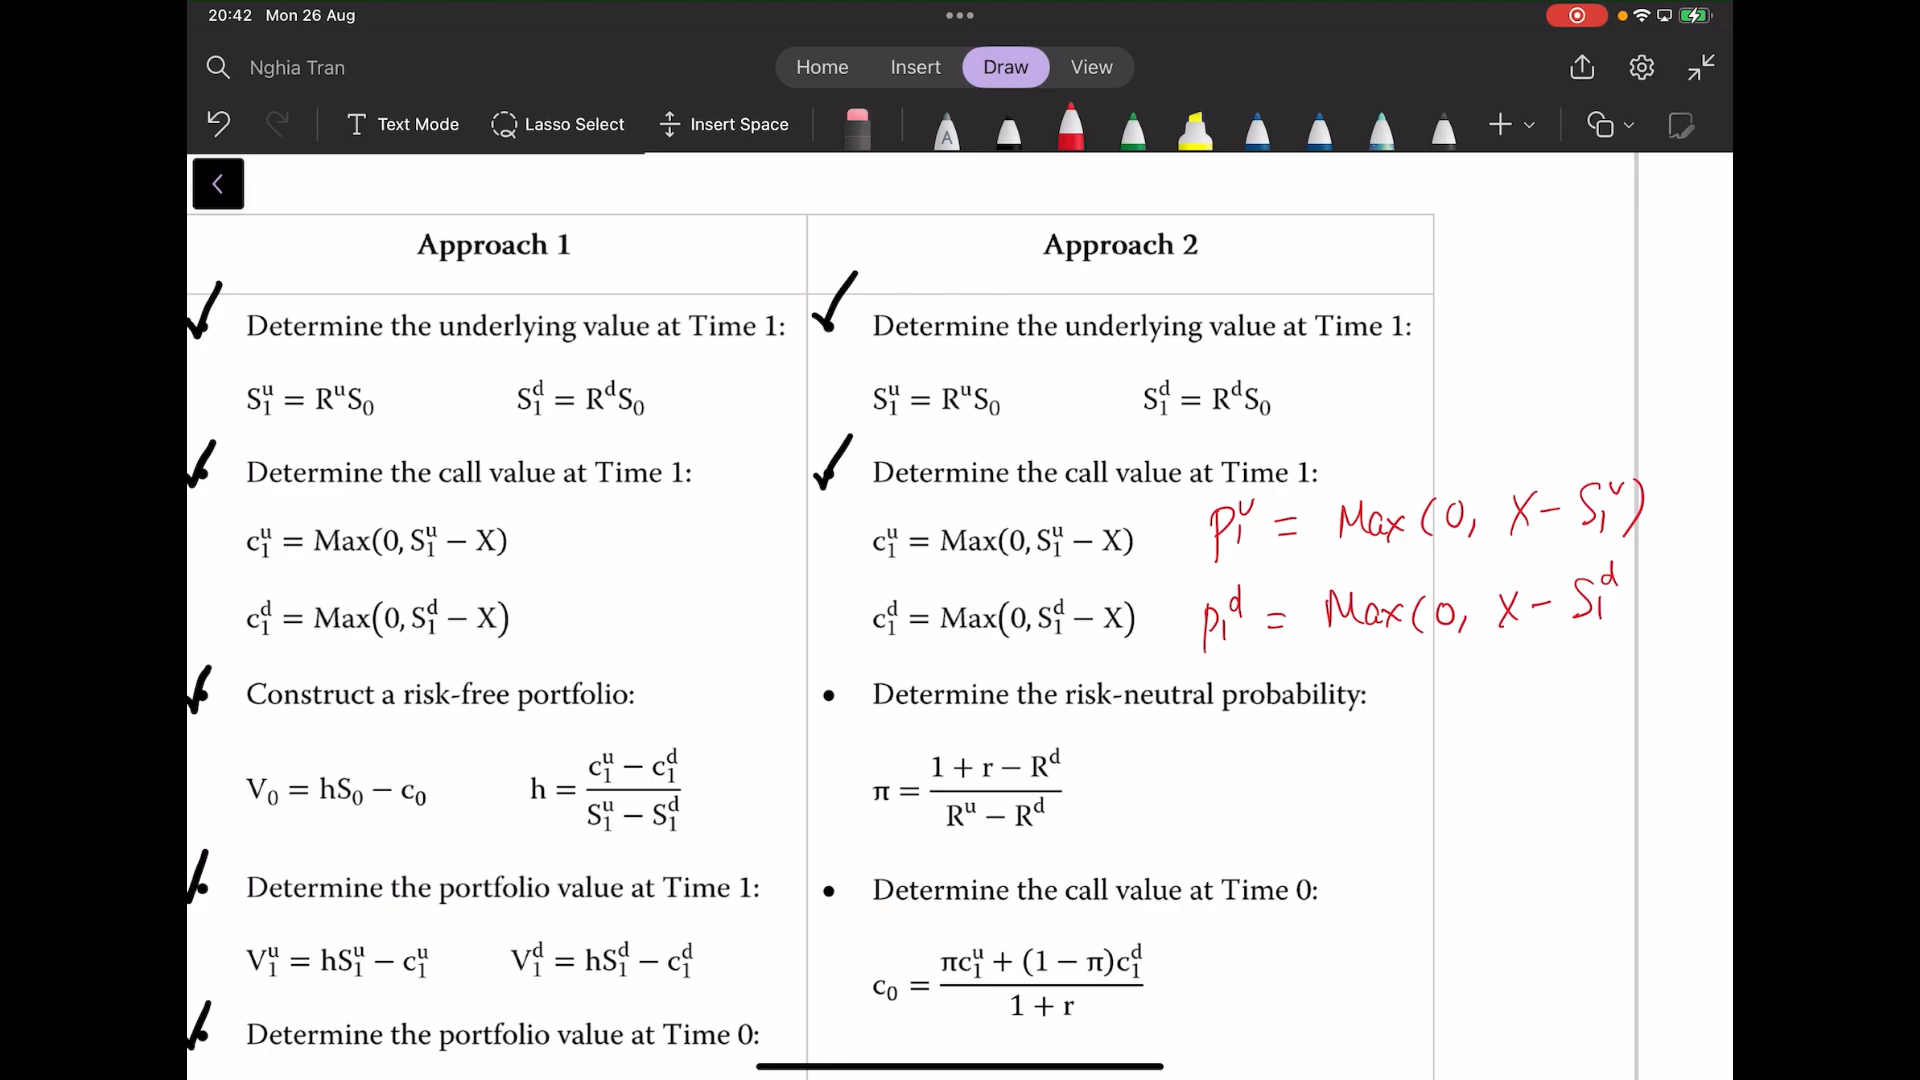 20:42 Mon 26 Aug
Nghia Tran
Home Insert Draw View
Text Mode Lasso Select Insert Space
A
Approach 1
Determine the underlying value at Time 1:
S₁ᵘ = RᵘS₀ S₁ᵈ = RᵈS₀
Determine the call value at Time 1:
c₁ᵘ = Max(0, S₁ᵘ − X)
c₁ᵈ = Max(0, S₁ᵈ − X)
Construct a risk-free portfolio:
V₀ = hS₀ − c₀ h = (c₁ᵘ − c₁ᵈ) / (S₁ᵘ − S₁ᵈ)
Determine the portfolio value at Time 1:
V₁ᵘ = hS₁ᵘ − c₁ᵘ V₁ᵈ = hS₁ᵈ − c₁ᵈ
Determine the portfolio value at Time 0:
Approach 2
Determine the underlying value at Time 1:
S₁ᵘ = RᵘS₀ S₁ᵈ = RᵈS₀
• Determine the call value at Time 1:
c₁ᵘ = Max(0, S₁ᵘ − X)
c₁ᵈ = Max(0, S₁ᵈ − X)
P₁ᵘ = Max(0, X − S₁ᵘ)
P₁ᵈ = Max(0, X − S₁ᵈ
• Determine the risk-neutral probability:
π = (1 + r − Rᵈ) / (Rᵘ − Rᵈ)
• Determine the call value at Time 0:
c₀ = (πc₁ᵘ + (1 − π)c₁ᵈ) / (1 + r)